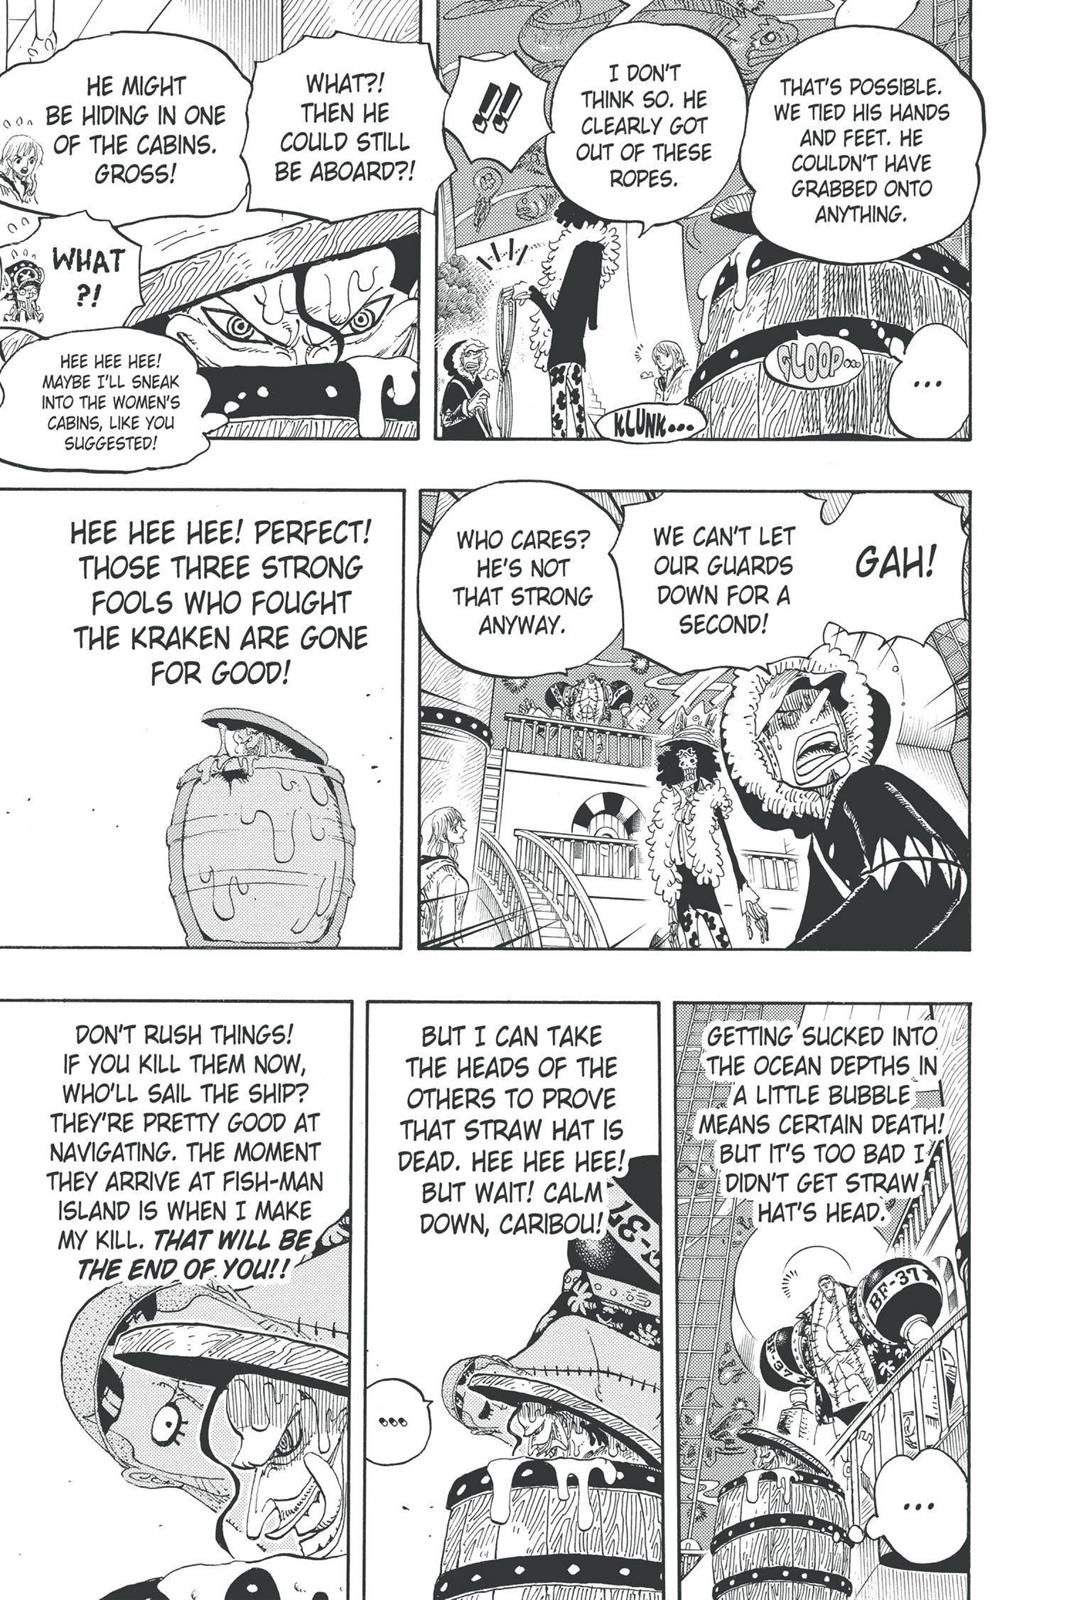 THAT'S POSSIBLE.
WE TIED HIS HANDS
AND FEET. HE
COULDN'T HAVE
GRABBED ONTO
ANYTHING.
I DON'T
THINK SO. HE
CLEARLY GOT
OUT OF THESE
ROPES.
!!
GLOOP...
...
KLUNK...
WHAT?!
THEN HE
COULD STILL
BE ABOARD?!
HE MIGHT
BE HIDING IN ONE
OF THE CABINS.
GROSS!
WHAT
?!
HEE HEE HEE!
MAYBE I'LL SNEAK
INTO THE WOMEN'S
CABINS, LIKE YOU
SUGGESTED!
GAH!
WE CAN'T LET
OUR GUARDS
DOWN FOR A
SECOND!
WHO CARES?
HE'S NOT
THAT STRONG
ANYWAY.
HEE HEE HEE! PERFECT!
THOSE THREE STRONG
FOOLS WHO FOUGHT
THE KRAKEN ARE GONE
FOR GOOD!
GETTING SUCKED INTO
THE OCEAN DEPTHS IN
A LITTLE BUBBLE
MEANS CERTAIN DEATH!
BUT IT'S TOO BAD I
DIDN'T GET STRAW
HAT'S HEAD.
BF-37
...
BUT I CAN TAKE
THE HEADS OF THE
OTHERS TO PROVE
THAT STRAW HAT IS
DEAD. HEE HEE HEE!
BUT WAIT! CALM
DOWN, CARIBOU!
-37
....
DON'T RUSH THINGS!
IF YOU KILL THEM NOW,
WHO'LL SAIL THE SHIP?
THEY'RE PRETTY GOOD AT
NAVIGATING. THE MOMENT
THEY ARRIVE AT FISH-MAN
ISLAND IS WHEN I MAKE
MY KILL. THAT WILL BE
THE END OF YOU!!